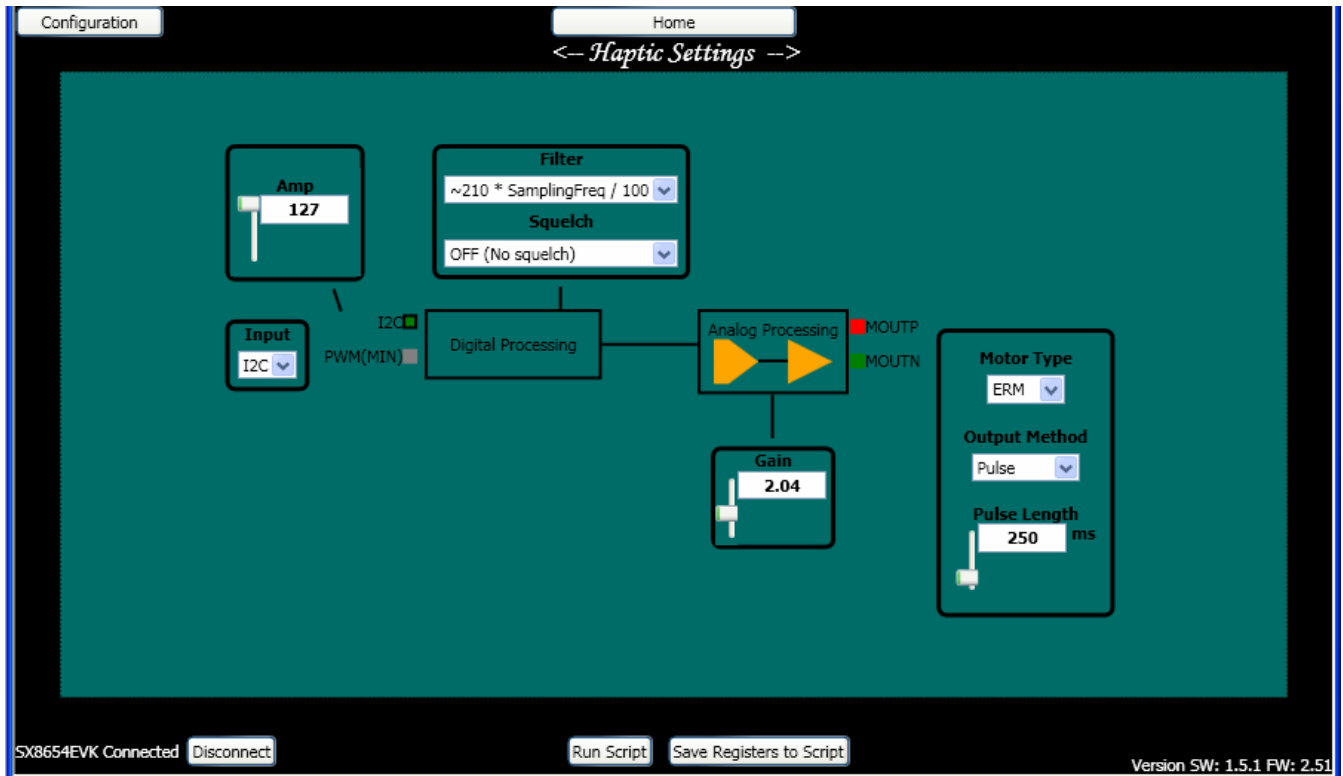 Configuration
Home
<-- Haptic Settings -->
Amp
127
Filter
~210 * SamplingFreq / 100
Squelch
OFF (No squelch)
Input
I2C
I2C
PWM(MIN)
Digital Processing
Analog Processing
MOUTP
MOUTN
Gain
2.04
Motor Type
ERM
Output Method
Pulse
Pulse Length
250 ms
SX8654EVK Connected
Disconnect
Run Script
Save Registers to Script
Version SW: 1.5.1 FW: 2.51